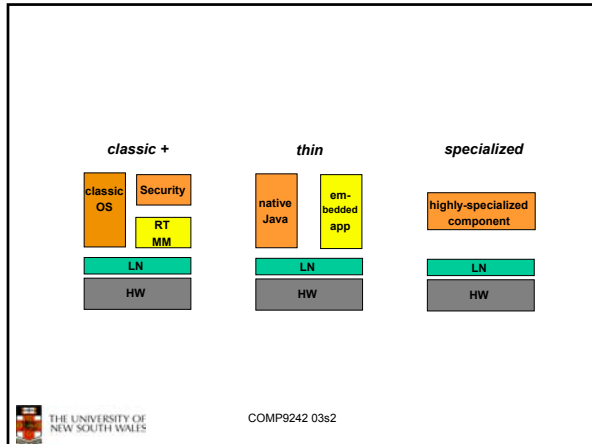 classic +
thin
specialized
classic
OS
Security
RT
MM
LN
HW
native
Java
em-
bedded
app
LN
HW
highly-specialized
component
LN
HW
THE UNIVERSITY OF
NEW SOUTH WALES
COMP9242 03s2